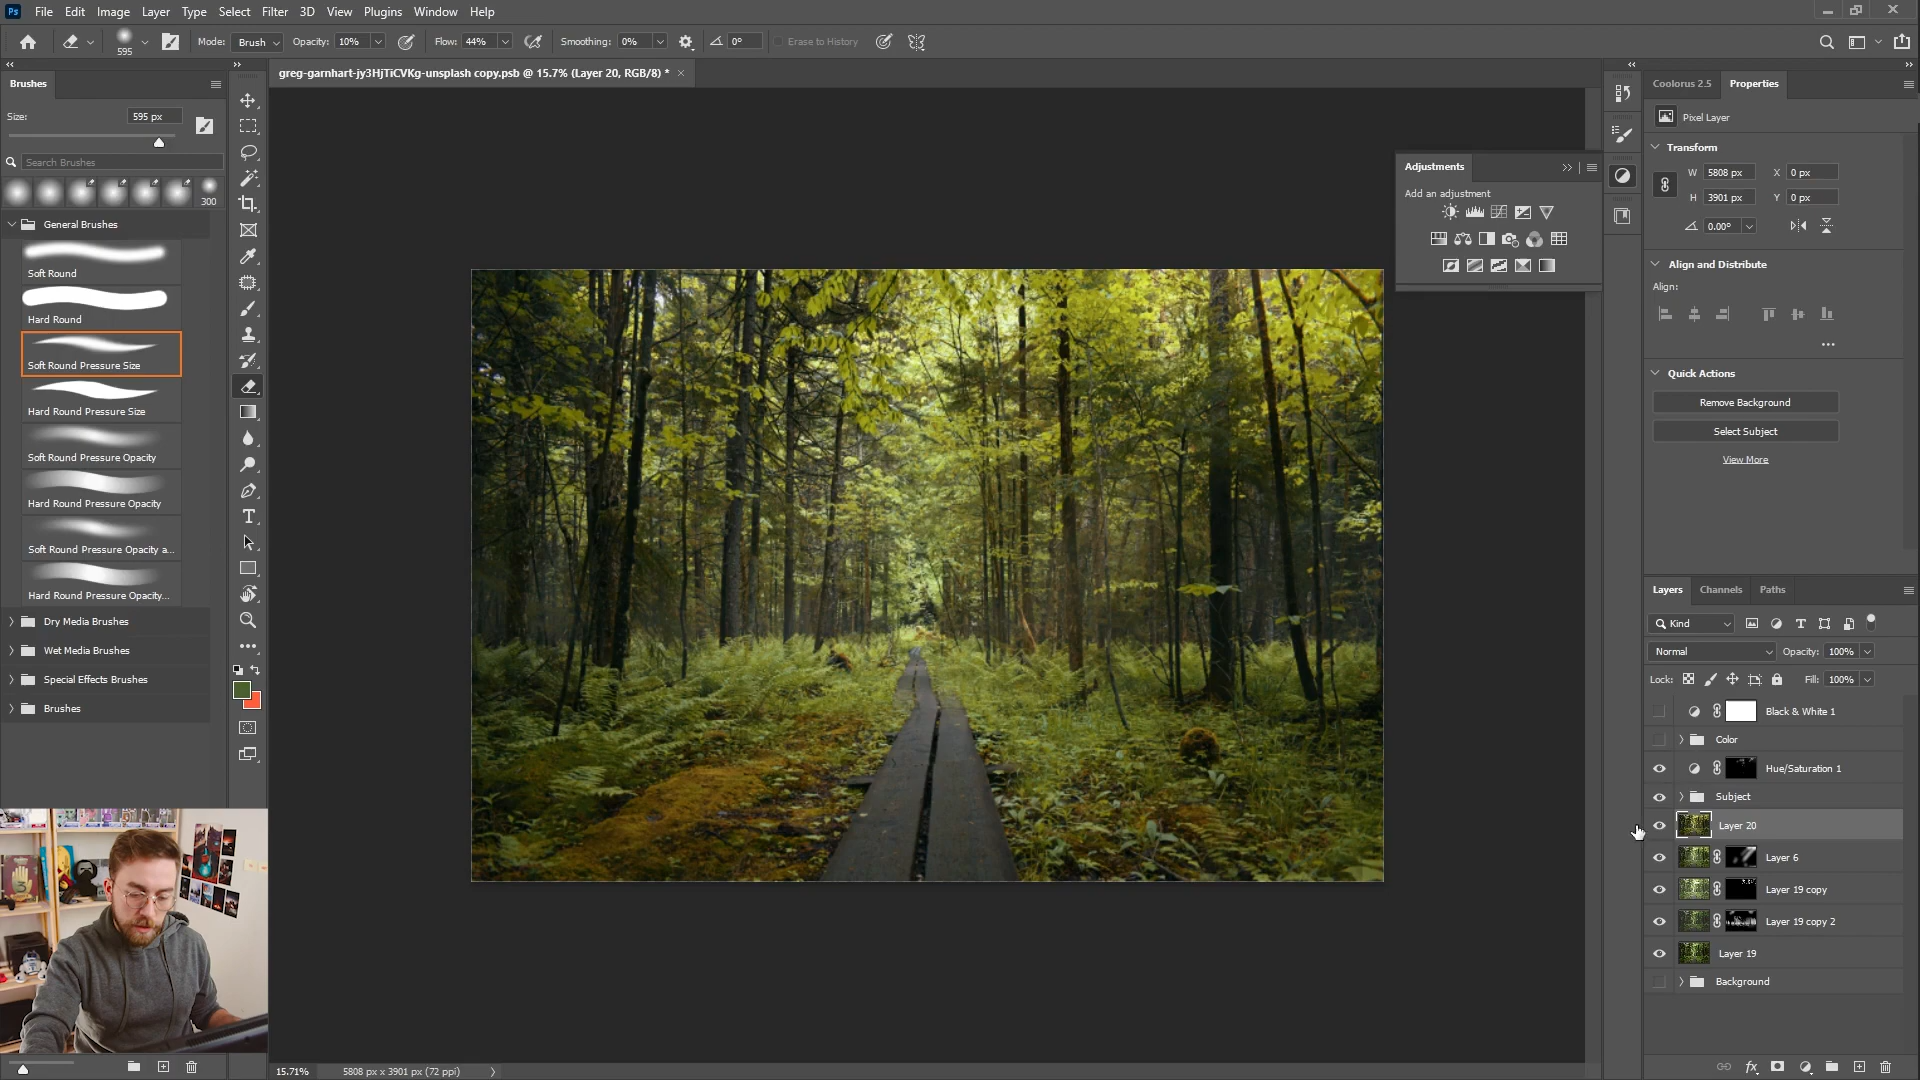 Ps File Edit Image Layer Type Select Filter 3D View Plugins Window Help
595 Mode: Brush Opacity: 10% Flow: 44% Smoothing: 0% 0° Erase to History
greg-garnhart-jy3HjTiCVKg-unsplash copy.psb @ 15.7% (Layer 20, RGB/8) *
Brushes
Size: 595 px
Search Brushes
300
General Brushes
Soft Round
Hard Round
Soft Round Pressure Size
Hard Round Pressure Size
Soft Round Pressure Opacity
Hard Round Pressure Opacity
Soft Round Pressure Opacity a...
Hard Round Pressure Opacity...
Dry Media Brushes
Wet Media Brushes
Special Effects Brushes
Brushes
15.71% 5808 px x 3901 px (72 ppi)
Adjustments
Add an adjustment
Coolorus 2.5 Properties
Pixel Layer
Transform
W 5808 px X 0 px
H 3901 px Y 0 px
0.00°
Align and Distribute
Align:
Quick Actions
Remove Background
Select Subject
View More
Layers Channels Paths
Kind
Normal Opacity: 100%
Lock: Fill: 100%
Black & White 1
Color
Hue/Saturation 1
Subject
Layer 20
Layer 6
Layer 19 copy
Layer 19 copy 2
Layer 19
Background